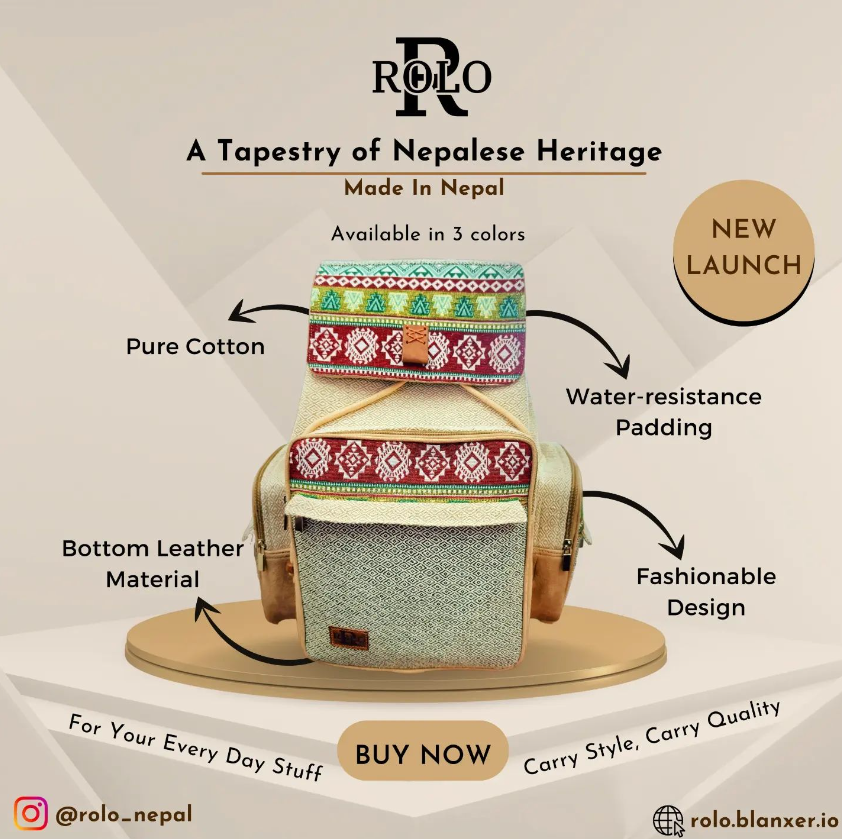 ROLO
A Tapestry of Nepalese Heritage
Made In Nepal
Available in 3 colors
NEW
LAUNCH
Pure Cotton
Water-resistance
Padding
Bottom Leather
Material
Fashionable
Design
For Your Every Day Stuff
BUY NOW
Carry Style, Carry Quality
@rolo_nepal
rolo.blanxer.io